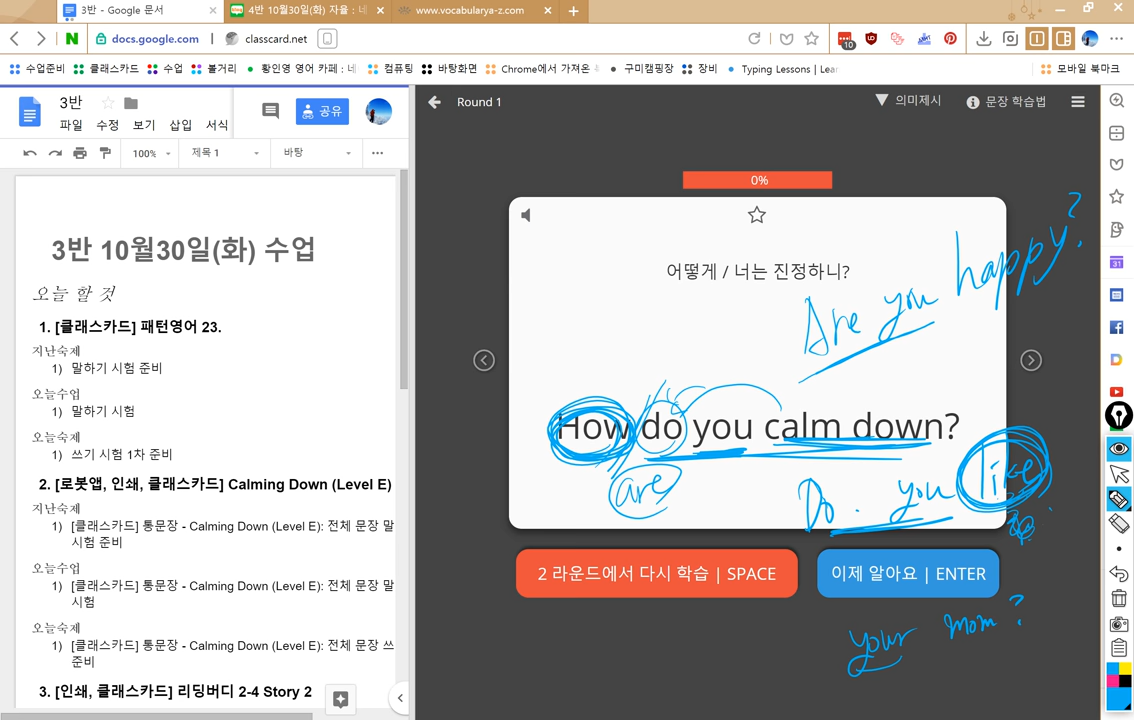 3반 - Google 문서
4반 10월30일(화) 자율 : 네
www.vocabularya-z.com
docs.google.com | classcard.net
10
수업준비 클래스카드 수업 볼거리 황인영 영어 카페 : 네 컴퓨팅 바탕화면 Chrome에서 가져온 구미캠핑장 장비 Typing Lessons | Lear 모바일 북마크
3반
공유
파일 수정 보기 삽입 서식
100% 제목 1 바탕
3반 10월30일(화) 수업
오늘 할 것
1. [클래스카드] 패턴영어 23.
지난숙제
1) 말하기 시험 준비
오늘수업
1) 말하기 시험
오늘숙제
1) 쓰기 시험 1차 준비
2. [로봇앱, 인쇄, 클래스카드] Calming Down (Level E)
지난숙제
1) [클래스카드] 통문장 - Calming Down (Level E): 전체 문장 말
시험 준비
오늘수업
1) [클래스카드] 통문장 - Calming Down (Level E): 전체 문장 말
시험
오늘숙제
1) [클래스카드] 통문장 - Calming Down (Level E): 전체 문장 쓰
준비
3. [인쇄, 클래스카드] 리딩버디 2-4 Story 2
Round 1
의미제시
문장 학습법
0%
어떻게 / 너는 진정하니?
Are you happy?
How do you calm down?
are
Do you like
your mom?
2 라운드에서 다시 학습 | SPACE
이제 알아요 | ENTER
31